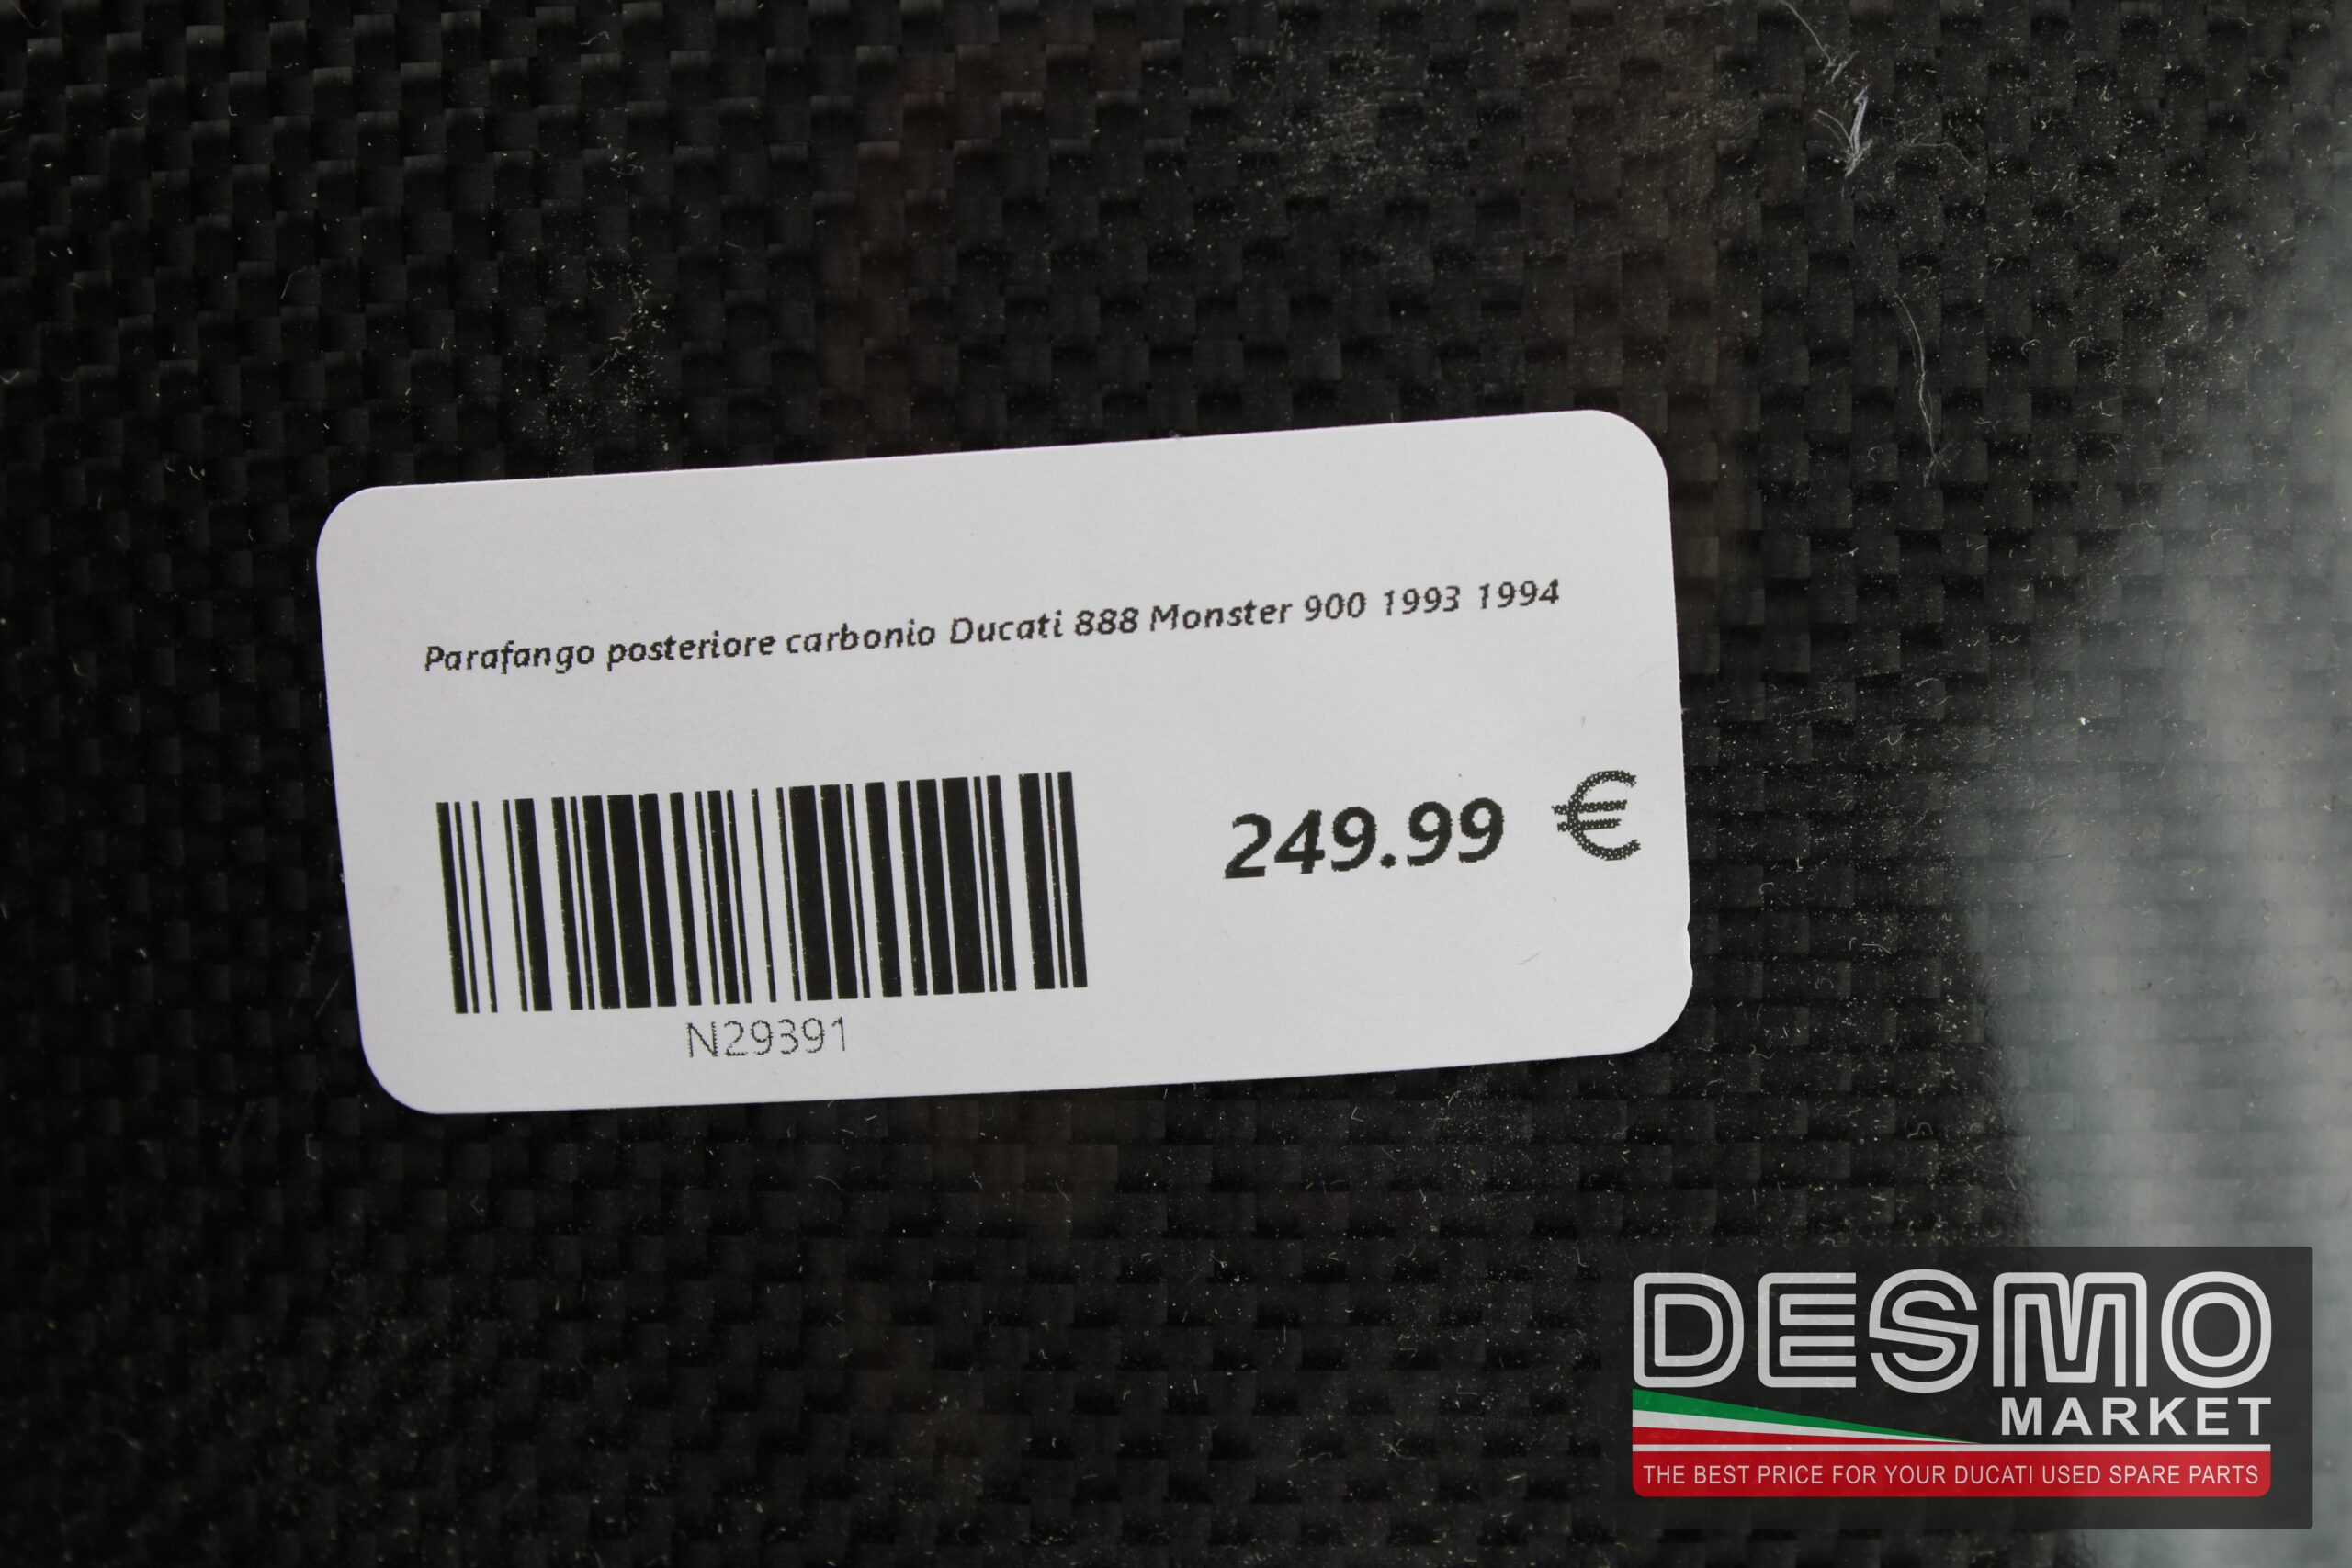 Parafango posteriore carbonio Ducati 888 Monster 900 1993 1994
249.99 €
N29391
DESMO
MARKET
THE BEST PRICE FOR YOUR DUCATI USED SPARE PARTS